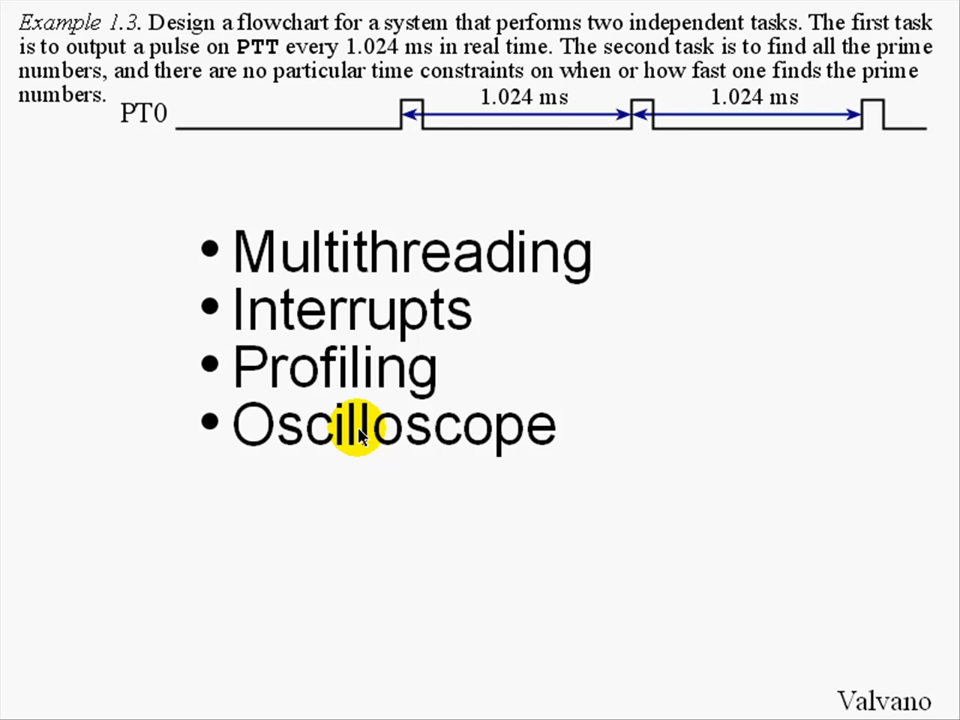 Example 1.3. Design a flowchart for a system that performs two independent tasks. The first task
is to output a pulse on PTT every 1.024 ms in real time. The second task is to find all the prime
numbers, and there are no particular time constraints on when or how fast one finds the prime
numbers.
1.024 ms 1.024 ms
PT0
• Multithreading
• Interrupts
• Profiling
• Oscilloscope
Valvano